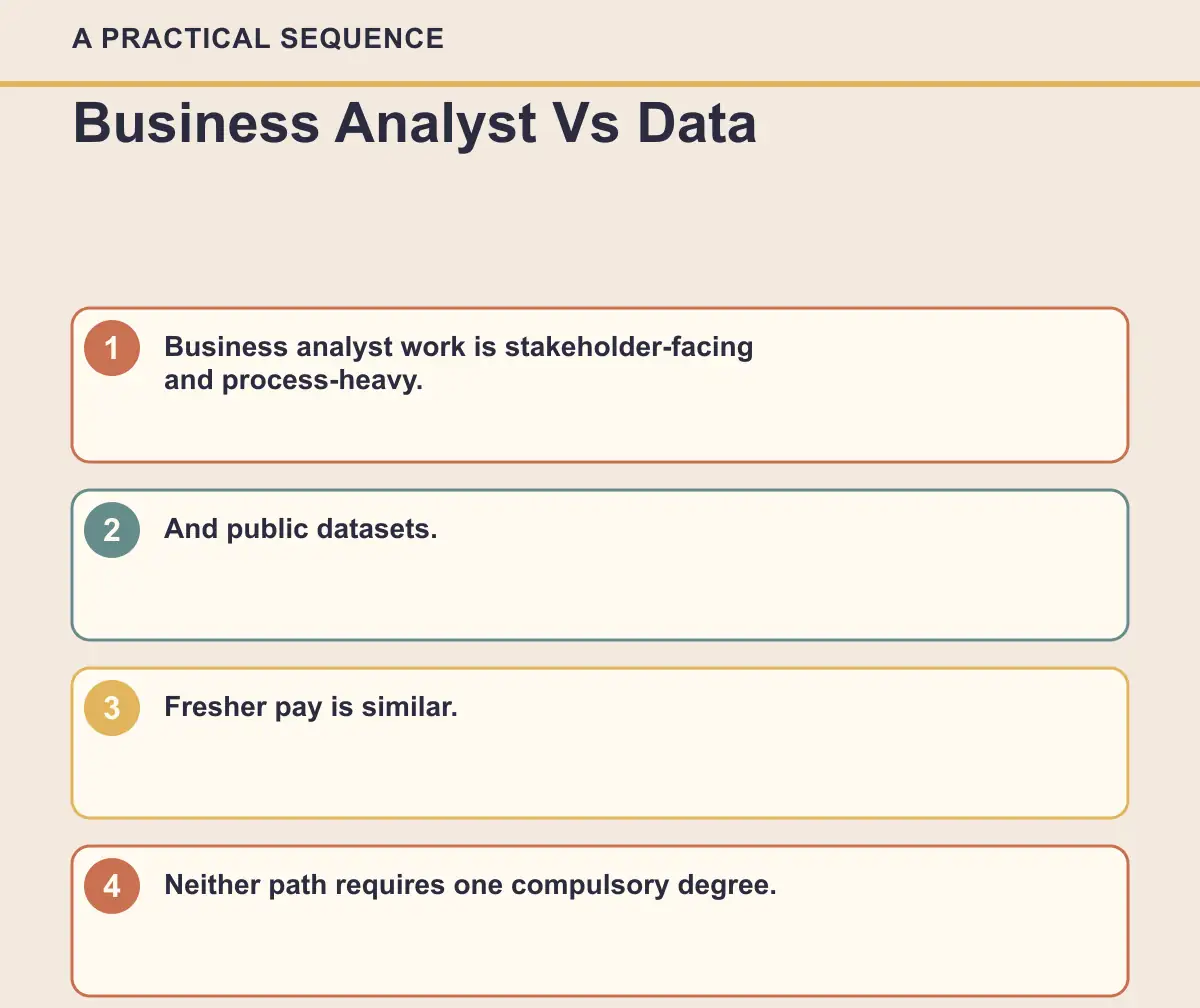 A PRACTICAL SEQUENCE
Business Analyst Vs Data
1
Business analyst work is stakeholder-facing
and process-heavy.
2
And public datasets.
3
Fresher pay is similar.
4
Neither path requires one compulsory degree.